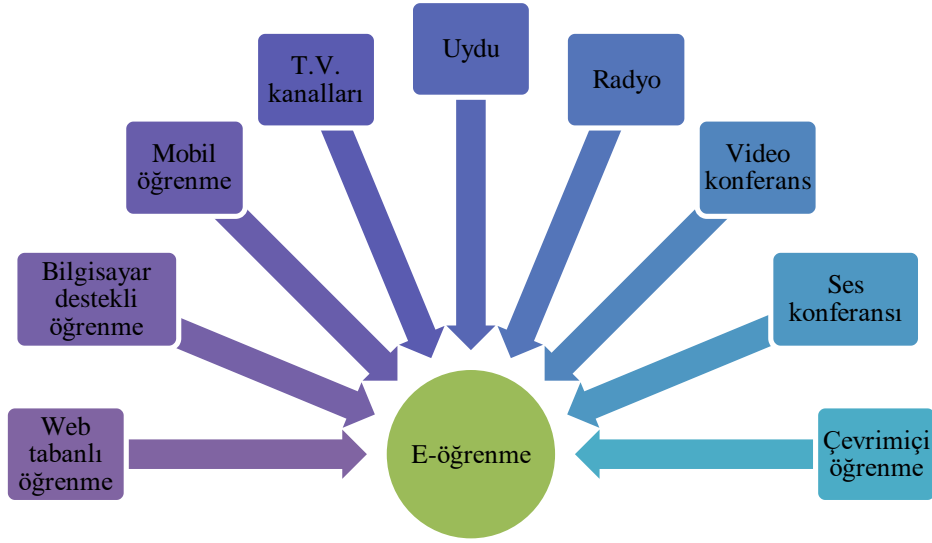 Web
tabanlı
öğrenme
Bilgisayar
destekli
öğrenme
Mobil
öğrenme
T.V.
kanalları
Uydu
Radyo
Video
konferans
Ses
konferansı
Çevrimiçi
öğrenme
E-öğrenme